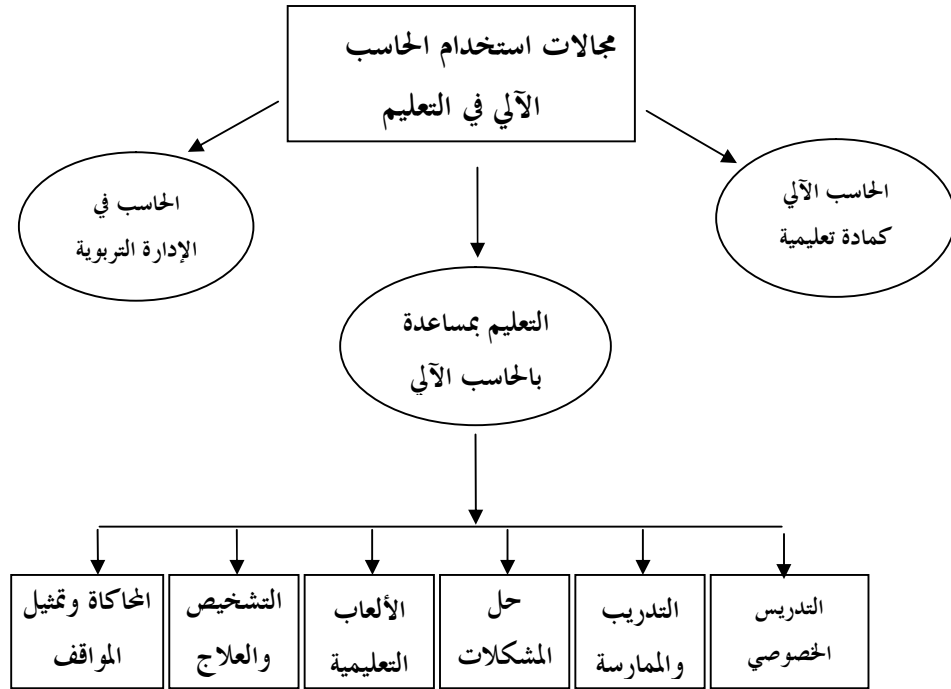 مجالات استخدام الحاسب
الآلي في التعليم
الحاسب الآلي
كمادة تعليمية
الحاسب في
الإدارة التربوية
التعليم بمساعدة
بالحاسب الآلي
التدريس
الخصوصي
التدريب
والممارسة
حل
المشكلات
الألعاب
التعليمية
التشخيص
والعلاج
المحاكاة وتمثيل
المواقف